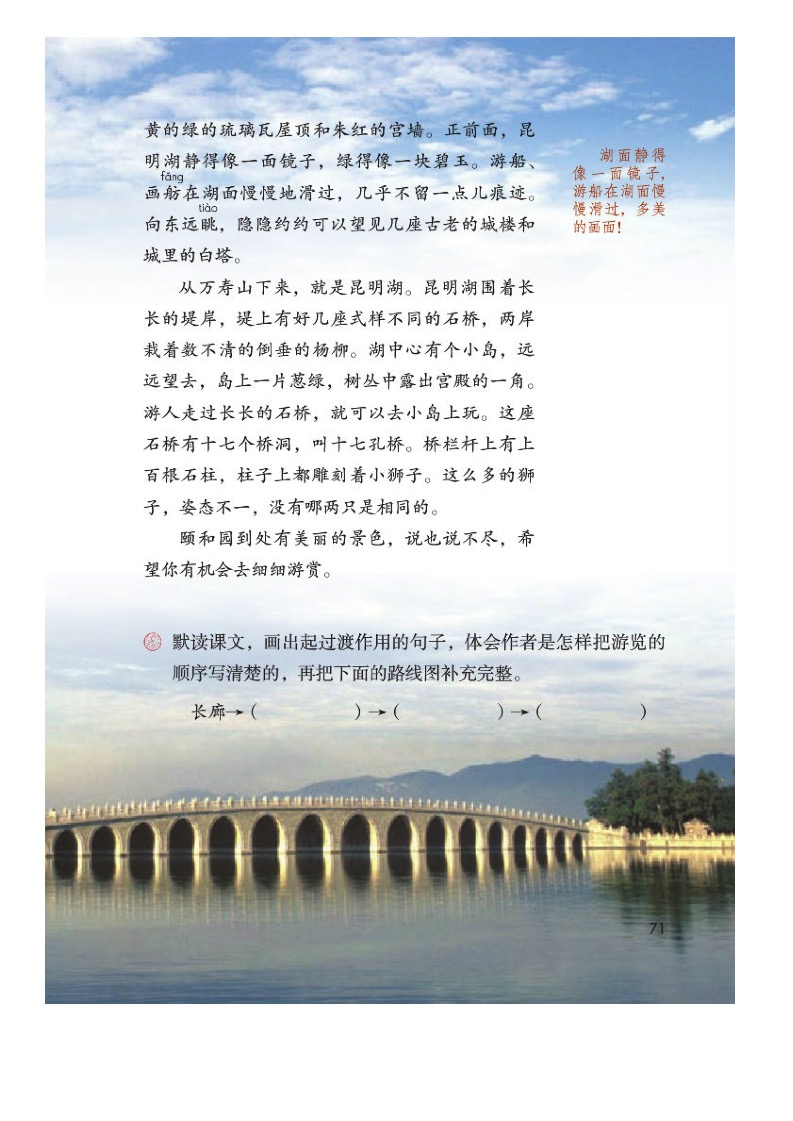 黄的绿的琉璃瓦屋顶和朱红的宫墙。正前面，昆
明湖静得像一面镜子，绿得像一块碧玉。游船、
fǎng
画舫在湖面慢慢地滑过，几乎不留一点儿痕迹。
tiào
向东远眺，隐隐约约可以望见几座古老的城楼和
城里的白塔。
湖面静得
像一面镜子，
游船在湖面慢
慢滑过，多美
的画面！
从万寿山下来，就是昆明湖。昆明湖围着长
长的堤岸，堤上有好几座式样不同的石桥，两岸
栽着数不清的倒垂的杨柳。湖中心有个小岛，远
远望去，岛上一片葱绿，树丛中露出宫殿的一角。
游人走过长长的石桥，就可以去小岛上玩。这座
石桥有十七个桥洞，叫十七孔桥。桥栏杆上有上
百根石柱，柱子上都雕刻着小狮子。这么多的狮
子，姿态不一，没有哪两只是相同的。
颐和园到处有美丽的景色，说也说不尽，希
望你有机会去细细游赏。
默读课文，画出起过渡作用的句子，体会作者是怎样把游览的
顺序写清楚的，再把下面的路线图补充完整。
长廊→（　　　　）→（　　　　）→（　　　　）
71